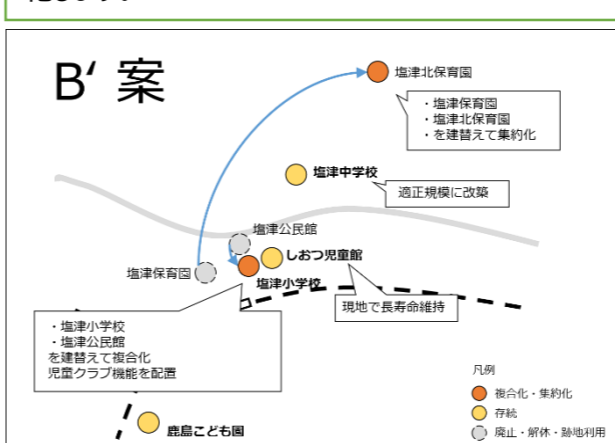 B‘ 案
塩津北保育園
・塩津保育園
・塩津北保育園
・を建替えて集約化
塩津中学校
適正規模に改築
塩津公民館
しおつ児童館
塩津保育園
塩津小学校
現地で長寿命維持
・塩津小学校
・塩津公民館
を建替えて複合化
児童クラブ機能を配置
凡例
複合化・集約化
存続
廃止・解体・跡地利用
鹿島こども園